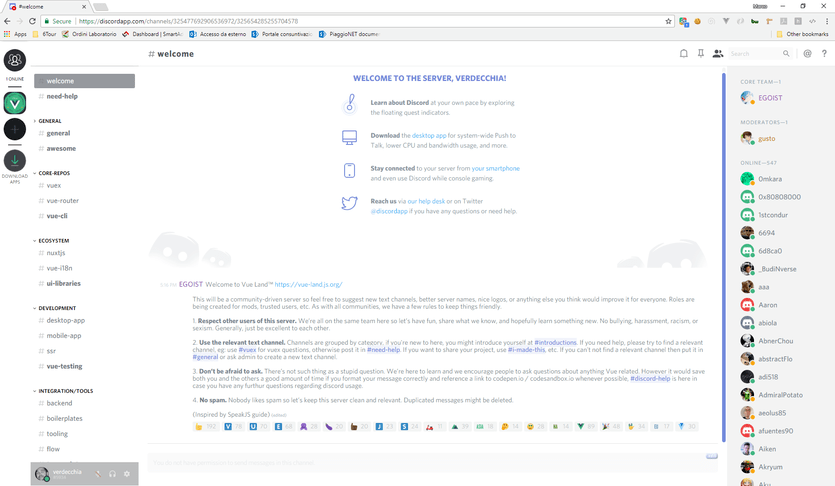 #welcome
Secure
https://discordapp.com/channels/325477692906536972/325654285255704578
Apps
6Tour
Ordini Laboratorio
Dashboard | SmartAc
Accesso da esterno
Portale consuntivaz
PiaggioNET documen
Other bookmarks
1 ONLINE
DOWNLOAD
APPS
# welcome
# need-help
GENERAL
# general
# awesome
CORE-REPOS
# vuex
# vue-router
# vue-cli
ECOSYSTEM
# nuxtjs
# vue-i18n
# ui-libraries
DEVELOPMENT
# desktop-app
# mobile-app
# ssr
# vue-testing
INTEGRATION/TOOLS
# backend
# boilerplates
# tooling
# flow
verdecchia
# welcome
Search
WELCOME TO THE SERVER, VERDECCHIA!
Learn about Discord at your own pace by exploring
the floating quest indicators.
Download the desktop app for system-wide Push to
Talk, lower CPU and bandwidth usage, and more.
Stay connected to your server from your smartphone
and even use Discord while console gaming.
Reach us via our help desk or on Twitter
@discordapp if you have any questions or need help.
EGOIST Welcome to Vue Land™ https://vue-land.js.org/
This will be a community-driven server so feel free to suggest new text channels, better server names, nice logos, or anything else you think would improve it for everyone. Roles are
being created for mods, trusted users, etc. As with all communities, we have a few rules to keep things friendly.
1. Respect other users of this server. We're all on the same team here so let's have fun, share what we know, and hopefully learn something new. No bullying, harassment, racism, or
sexism. Generally, just be excellent to each other.
2. Use the relevant text channel. Channels are grouped by category, if you're new to here, you might introduce yourself at #introductions. If you need help, please try to find a relevant
channel, eg: use #vuex for vuex questions, otherwise post it in #need-help. If you want to share your project, use #i-made-this, etc. If you can't find a relevant channel then put it in
#general or ask admin to create a new text channel.
3. Don't be afraid to ask. There's not such thing as a stupid question. We're here to learn and we encourage people to ask questions about anything Vue related. However it would save
both you and the others a good amount of time if you format your message correctly and reference a link to codepen.io / codesandbox.io whenever possible, #discord-help is here in
case you have any furthur questions regarding discord usage.
4. No spam. Nobody likes spam so let's keep this server clean and relevant. Duplicated messages might be deleted.
(Inspired by SpeakJS guide) (edited)
CORE TEAM—1
EGOIST
MODERATORS—1
gusto
ONLINE—547
0mkara
0x80808000
1stcondur
6694
6d8ca0
_BudiNverse
aaa
Aaron
abiola
AbnerChou
abstractFlo
adi518
AdmiralPotato
aeolus85
afuentes90
Aiken
Akryum